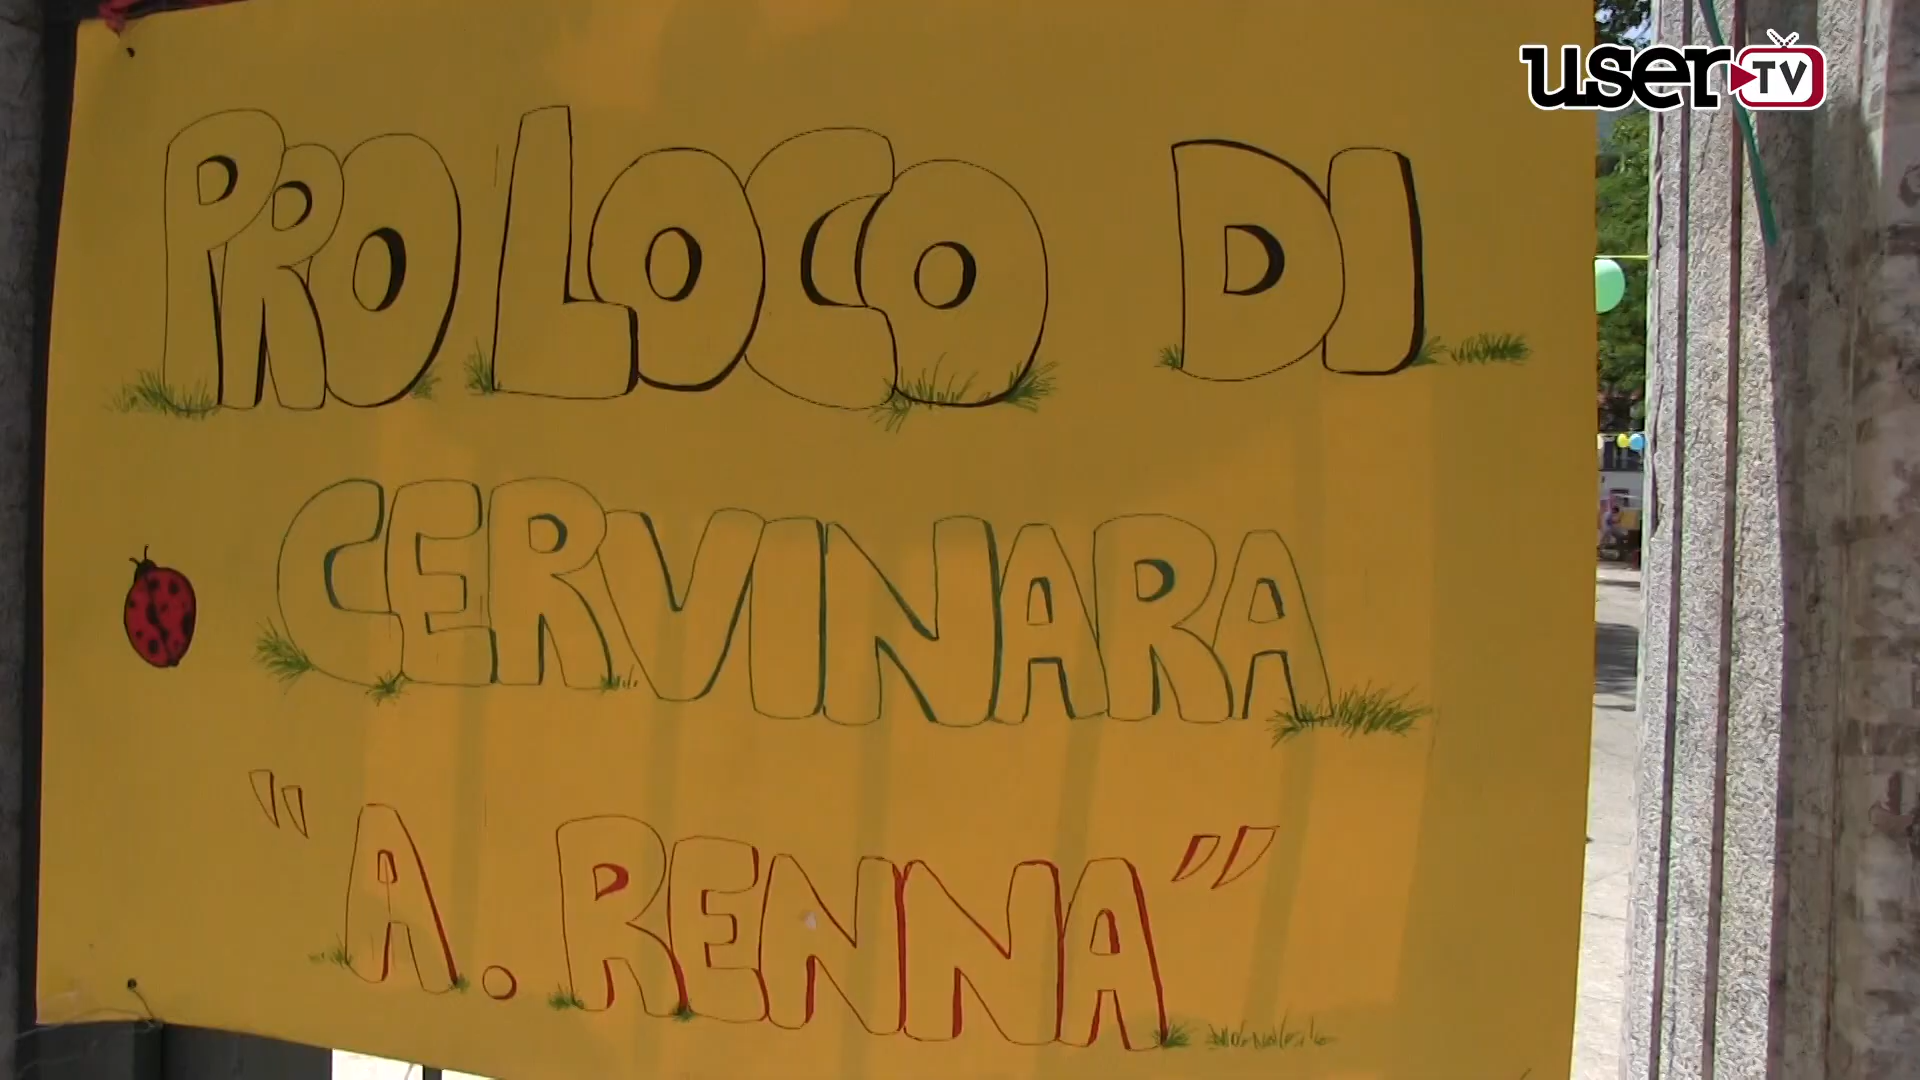 user TV
PRO LOCO DI
CERVINARA
"A. RENNA"